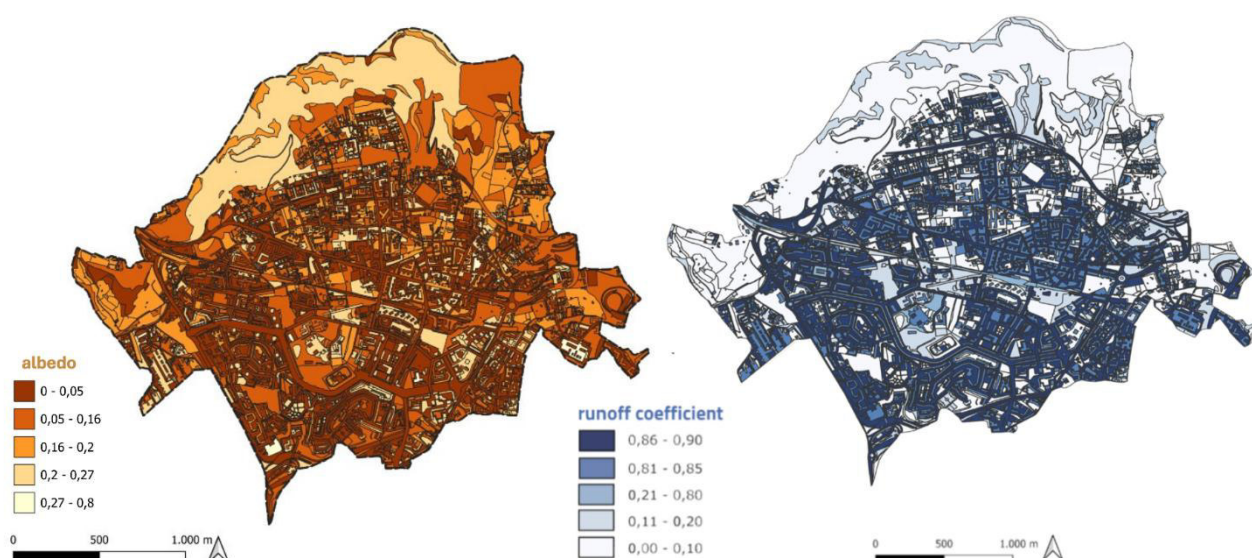 albedo
0 - 0,05
0,05 - 0,16
0,16 - 0,2
0,2 - 0,27
0,27 - 0,8
0 500 1.000 m
runoff coefficient
0,86 - 0,90
0,81 - 0,85
0,21 - 0,80
0,11 - 0,20
0,00 - 0,10
0 500 1.000 m